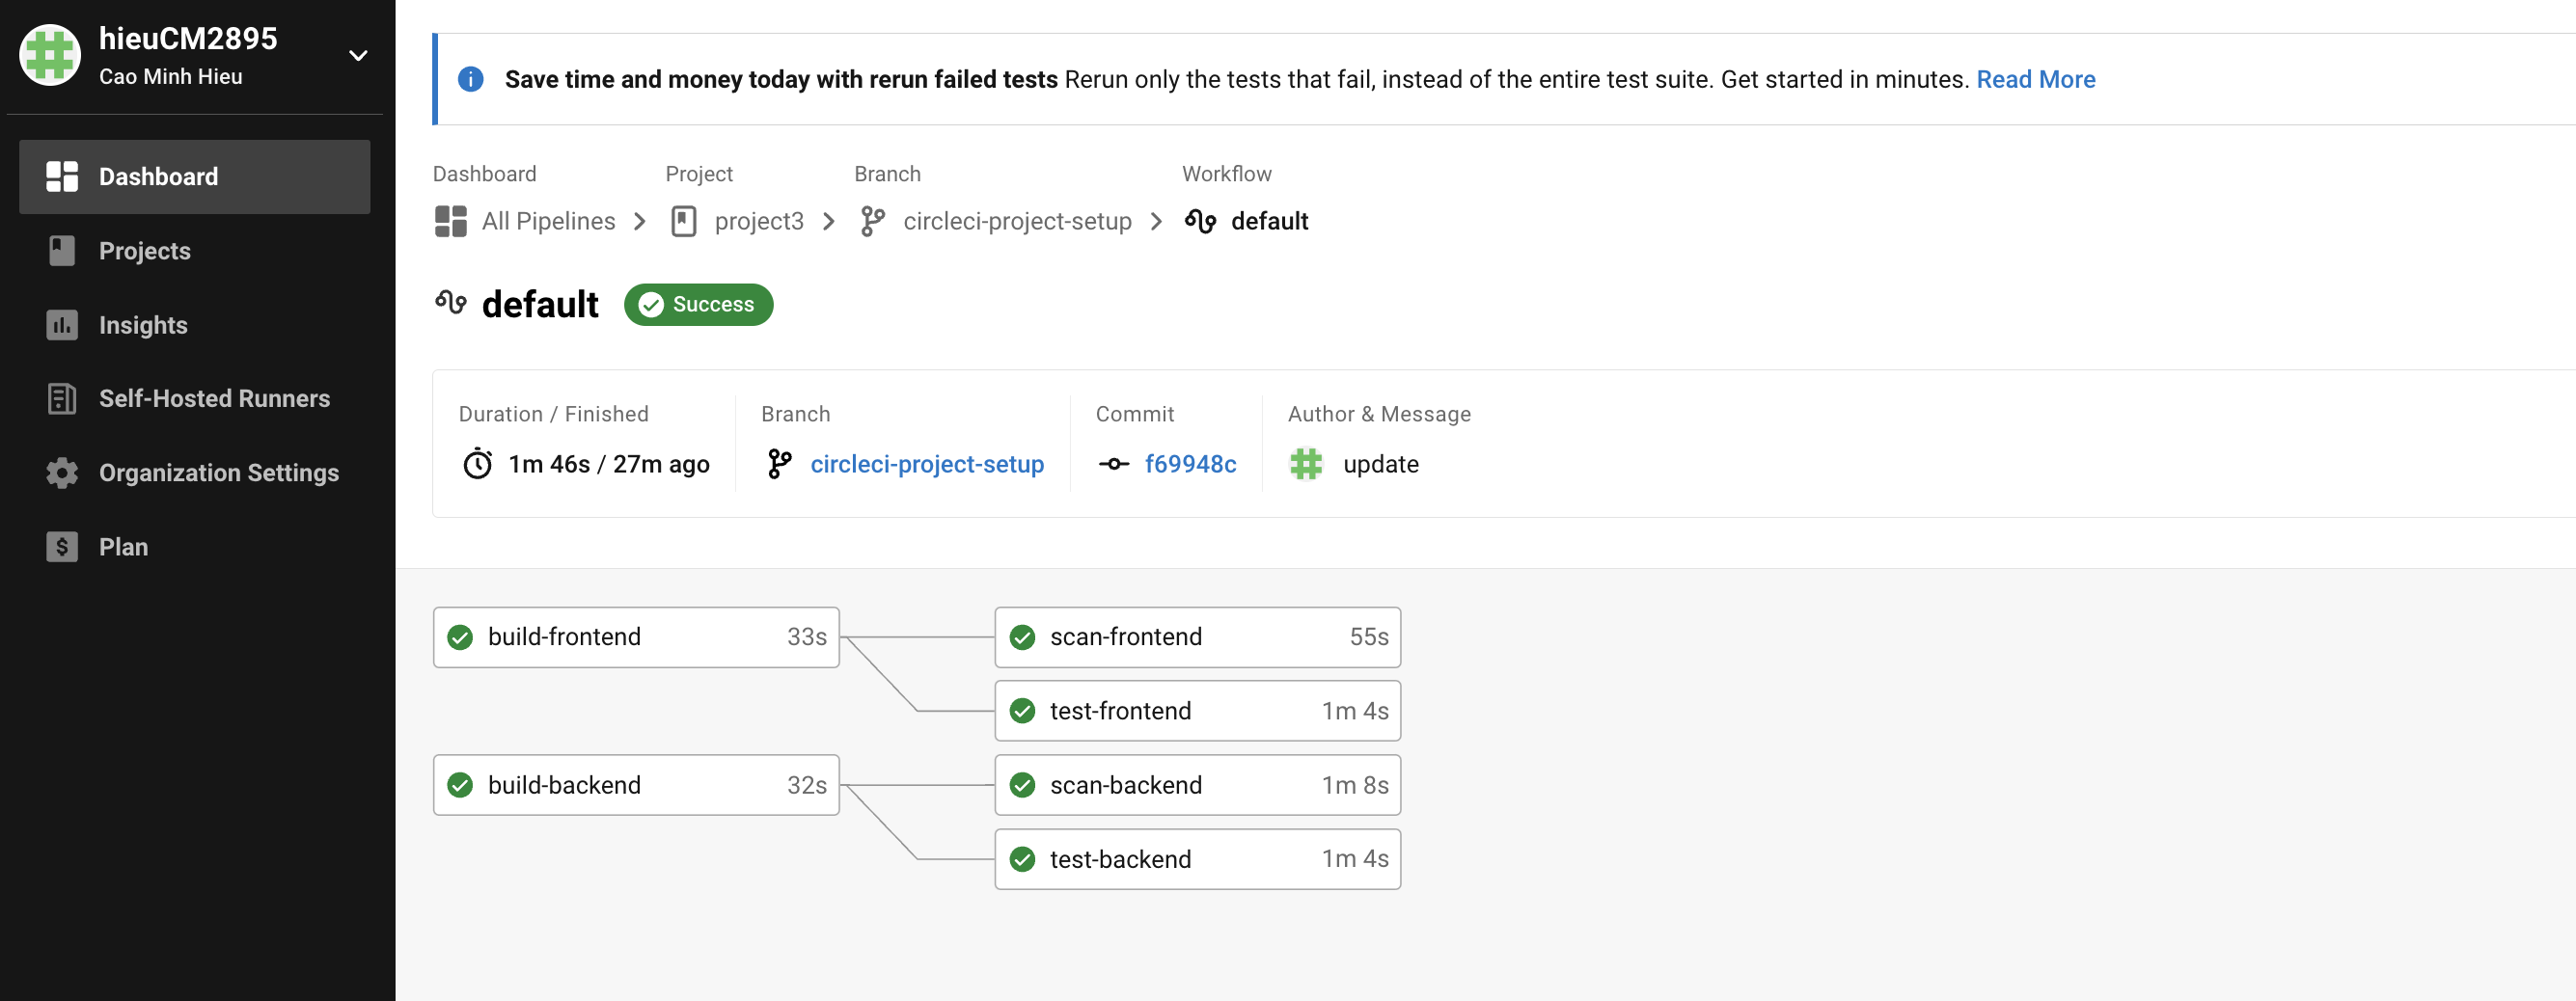 hieuCM2895
Cao Minh Hieu
Dashboard
Projects
Insights
Self-Hosted Runners
Organization Settings
Plan
Save time and money today with rerun failed tests Rerun only the tests that fail, instead of the entire test suite. Get started in minutes. Read More
Dashboard Project Branch Workflow
All Pipelines project3 circleci-project-setup default
default Success
Duration / Finished Branch Commit Author & Message
1m 46s / 27m ago circleci-project-setup f69948c update
build-frontend 33s scan-frontend 55s
test-frontend 1m 4s
build-backend 32s scan-backend 1m 8s
test-backend 1m 4s